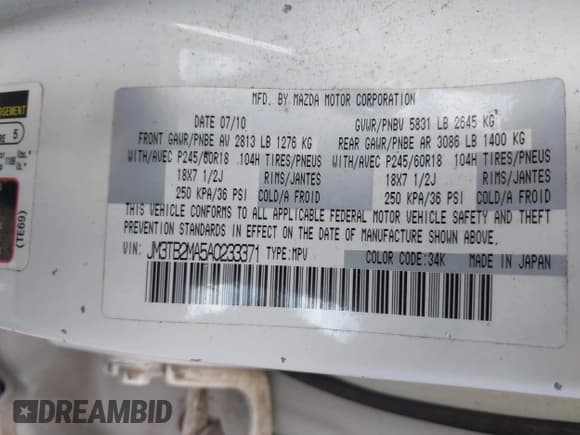 MFD. BY MAZDA MOTOR CORPORATION
DATE 07/10 GVWR/PNBV 5831 LB 2645 KG
FRONT GAWR/PNBE AV 2813 LB 1276 KG REAR GAWR/PNBE AR 3086 LB 1400 KG
WITH/AVEC P245/60R18 104H TIRES/PNEUS WITH/AVEC P245/60R18 104H TIRES/PNEUS
18X7 1/2J RIMS/JANTES 18X7 1/2J RIMS/JANTES
250 KPA/36 PSI COLD/A FROID 250 KPA/36 PSI COLD/A FROID
THIS VEHICLE CONFORMS TO ALL APPLICABLE FEDERAL MOTOR VEHICLE SAFETY AND THEFT
PREVENTION STANDARDS IN EFFECT ON THE DATE OF MANUFACTURE SHOWN ABOVE.
VIN: JM3TB2MA5A0233371 TYPE:MPV COLOR CODE:34K MADE IN JAPAN
5
(TE69)
DREAMBID